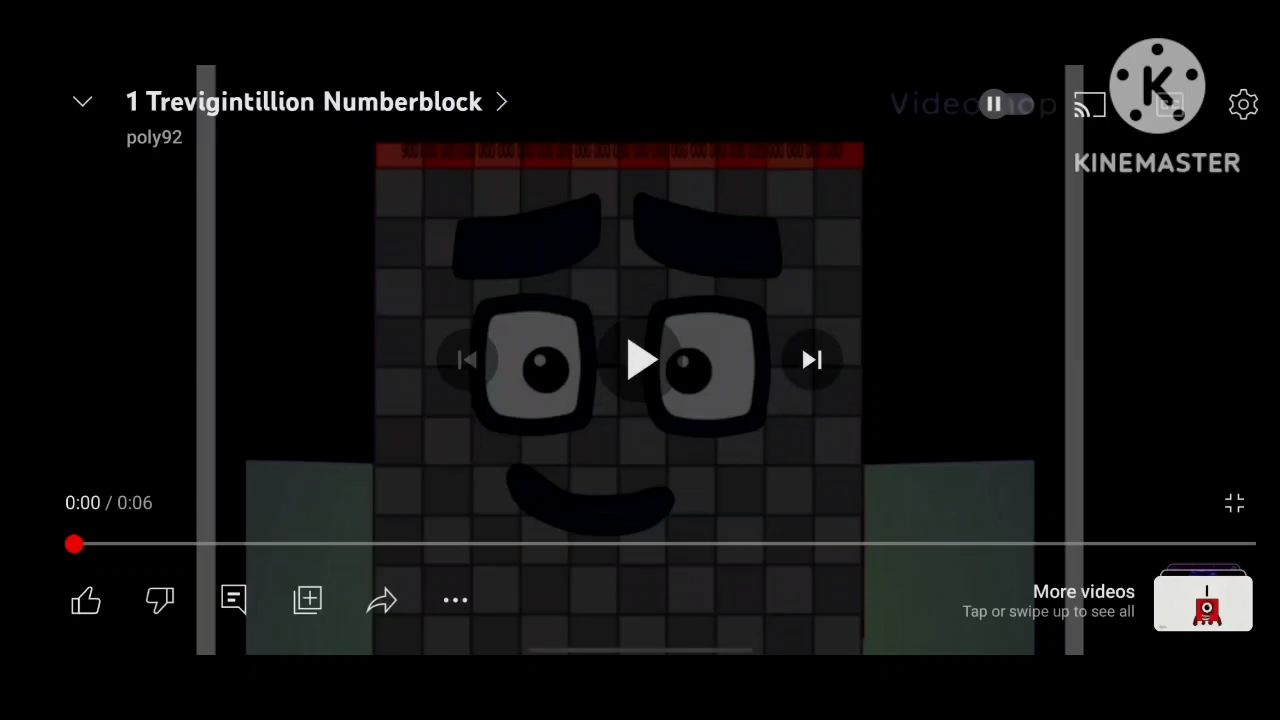 1 Trevigintillion Numberblock
poly92
KINEMASTER
0:00 / 0:06
More videos
Tap or swipe up to see all